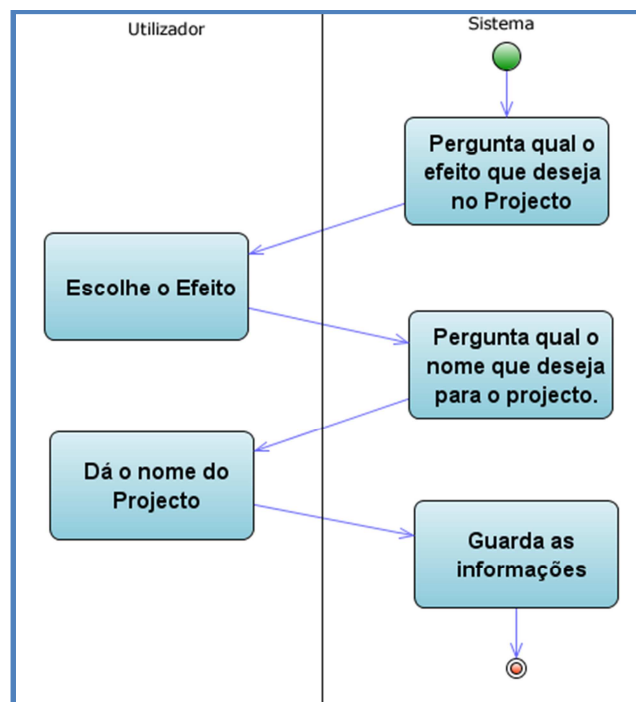 Utilizador
Sistema
Pergunta qual o
efeito que deseja
no Projecto
Escolhe o Efeito
Pergunta qual o
nome que deseja
para o projecto.
Dá o nome do
Projecto
Guarda as
informações